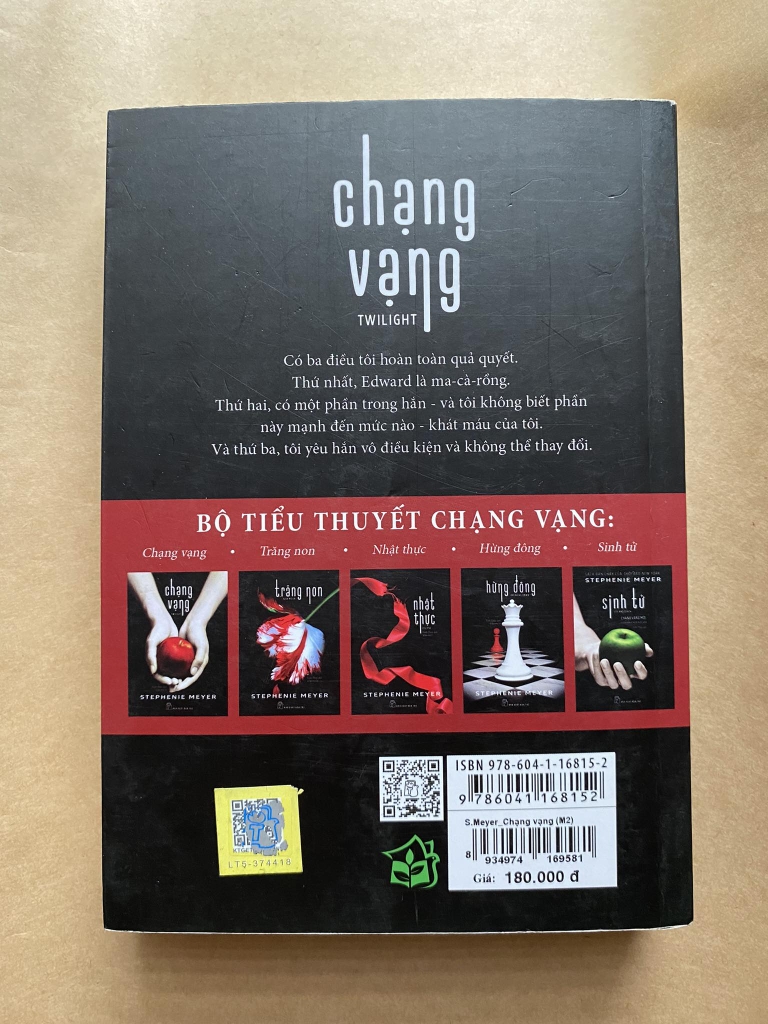 chạng
vạng
TWILIGHT
Có ba điều tôi hoàn toàn quả quyết.
Thứ nhất, Edward là ma-cà-rồng.
Thứ hai, có một phần trong hắn - và tôi không biết phần
này mạnh đến mức nào - khát máu của tôi.
Và thứ ba, tôi yêu hắn vô điều kiện và không thể thay đổi.
BỘ TIỂU THUYẾT CHẠNG VẠNG:
Chạng vạng • Trăng non • Nhật thực • Hừng đông • Sinh tử
chạng
vạng
STEPHENIE MEYER
trăng non
STEPHENIE MEYER
nhật
thực
STEPHENIE MEYER
hừng đông
STEPHENIE MEYER
STEPHENIE MEYER
sinh tử
ISBN 978-604-1-16815-2
9 786041 168152
S.Meyer_Chạng vạng (M2)
8 934974 169581
Giá: 180.000 đ
KTGET
LT5-374418